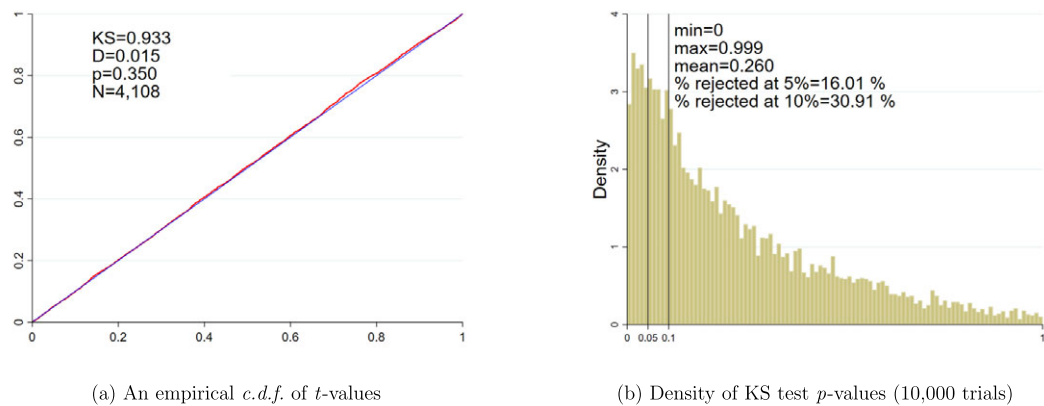 KS=0.933
D=0.015
p=0.350
N=4,108
1
0.8
0.6
0.4
0.2
0
0 0.2 0.4 0.6 0.8 1
(a) An empirical c.d.f. of t-values
min=0
max=0.999
mean=0.260
% rejected at 5%=16.01 %
% rejected at 10%=30.91 %
Density
4
3
2
1
0
0 0.05 0.1 1
(b) Density of KS test p-values (10,000 trials)